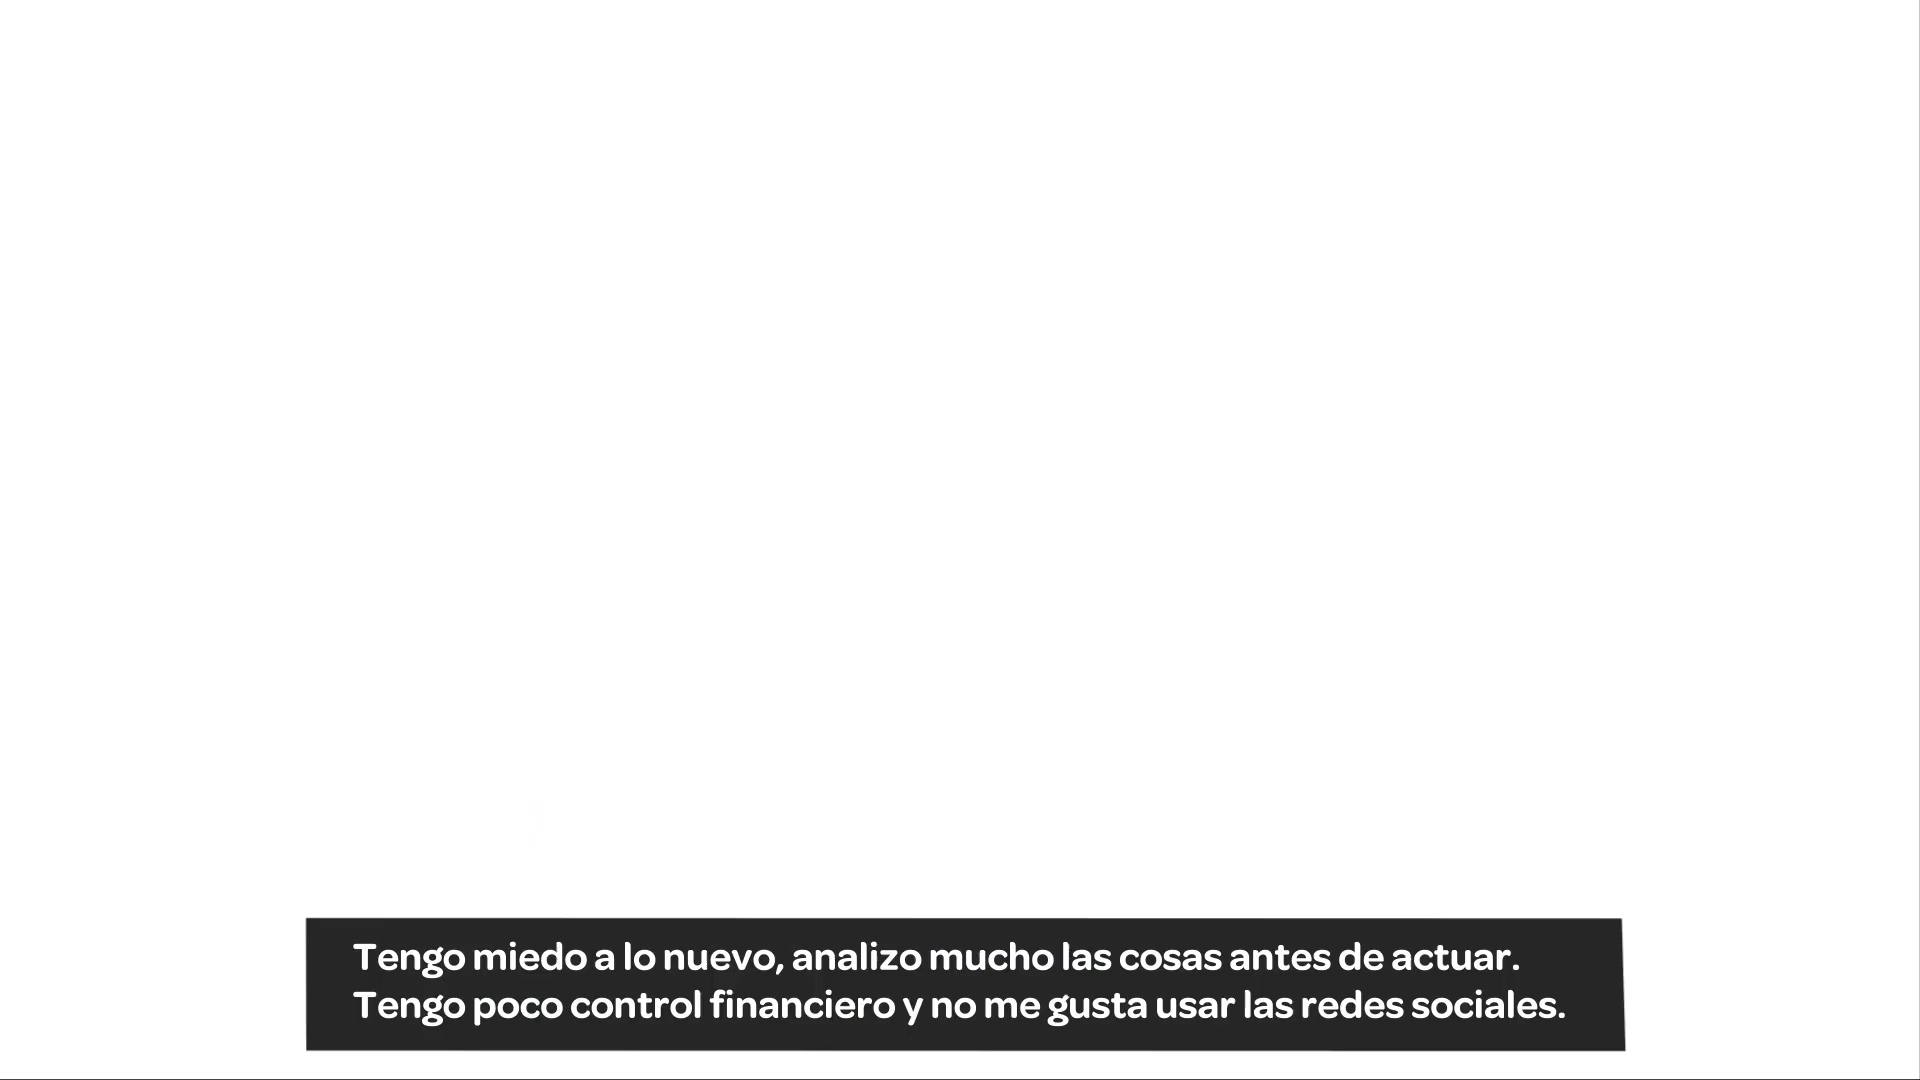 Tengo miedo a lo nuevo, analizo mucho las cosas antes de actuar.
Tengo poco control financiero y no me gusta usar las redes sociales.